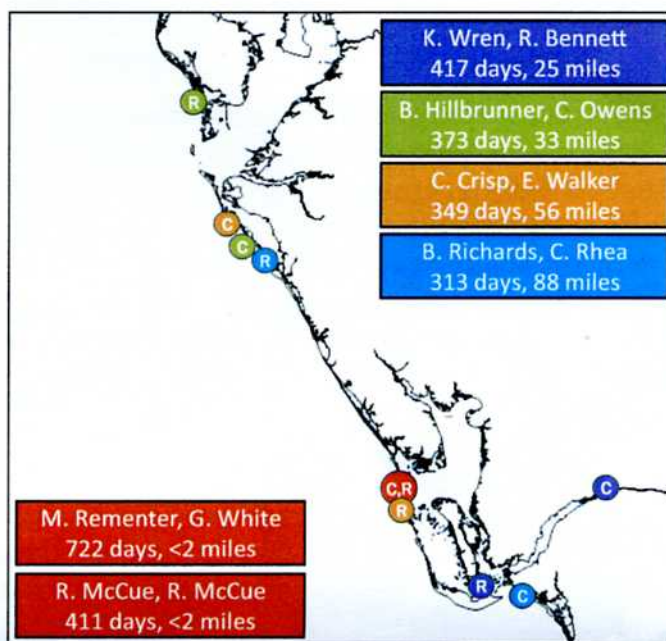 K. Wren, R. Bennett
417 days, 25 miles
B. Hillbrunner, C. Owens
373 days, 33 miles
C. Crisp, E. Walker
349 days, 56 miles
B. Richards, C. Rhea
313 days, 88 miles
R
C
C
R
C,R
R
C
R
C
M. Rementer, G. White
722 days, <2 miles
R. McCue, R. McCue
411 days, <2 miles